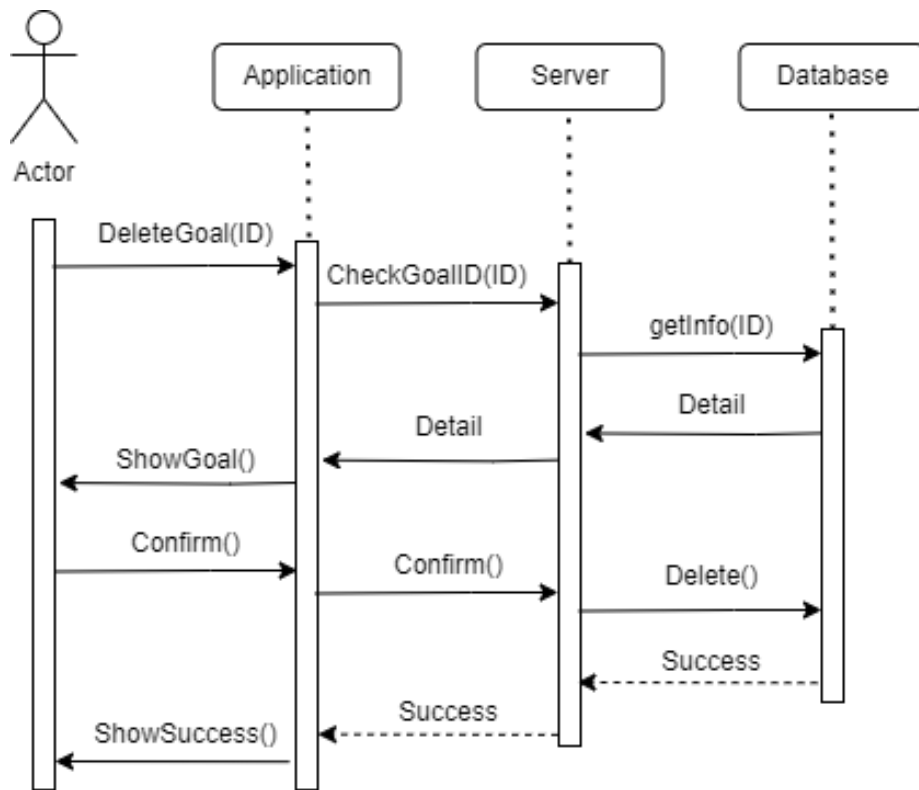 Application
Server
Database
Actor
DeleteGoal(ID)
CheckGoalID(ID)
getInfo(ID)
Detail
Detail
ShowGoal()
Confirm()
Confirm()
Delete()
Success
Success
ShowSuccess()